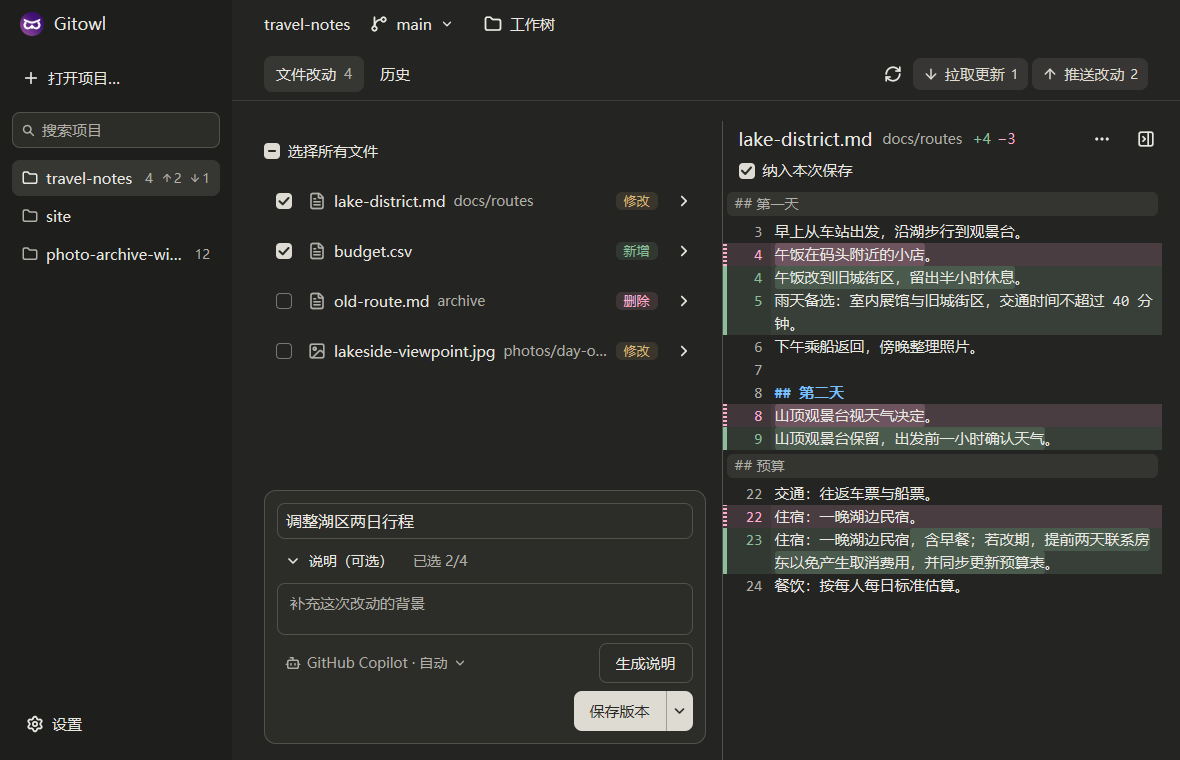 Gitowl
打开项目...
搜索项目
travel-notes 4 ↑2 ↓1
site
photo-archive-wi... 12
设置
travel-notes main 工作树
文件改动 4 历史 拉取更新 1 推送改动 2
选择所有文件
lake-district.md docs/routes 修改
budget.csv 新增
old-route.md archive 删除
lakeside-viewpoint.jpg photos/day-o... 修改
调整湖区两日行程
说明（可选） 已选 2/4
补充这次改动的背景
GitHub Copilot · 自动 生成说明
保存版本
lake-district.md docs/routes +4 −3
纳入本次保存
## 第一天
3 早上从车站出发，沿湖步行到观景台。
4 午饭在码头附近的小店。
4 午饭改到旧城街区，留出半小时休息。
5 雨天备选：室内展馆与旧城街区，交通时间不超过 40 分
钟。
6 下午乘船返回，傍晚整理照片。
7
8 ## 第二天
8 山顶观景台视天气决定。
9 山顶观景台保留，出发前一小时确认天气。
## 预算
22 交通：往返车票与船票。
22 住宿：一晚湖边民宿。
23 住宿：一晚湖边民宿，含早餐；若改期，提前两天联系房
东以免产生取消费用，并同步更新预算表。
24 餐饮：按每人每日标准估算。